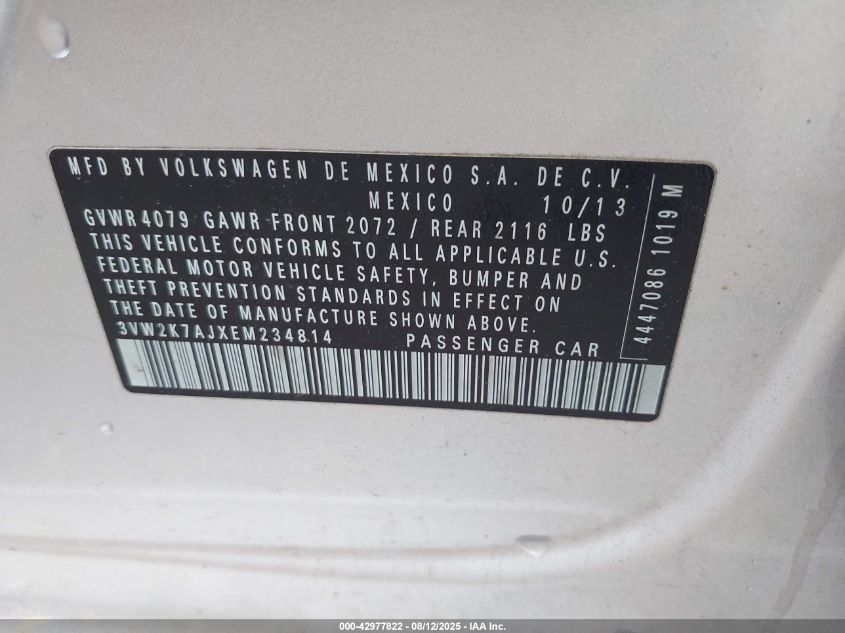 MFD BY VOLKSWAGEN DE MEXICO S.A. DE C.V.
MEXICO 10/13
GVWR 4079 GAWR FRONT 2072 / REAR 2116 LBS
THIS VEHICLE CONFORMS TO ALL APPLICABLE U.S.
FEDERAL MOTOR VEHICLE SAFETY, BUMPER AND
THEFT PREVENTION STANDARDS IN EFFECT ON
THE DATE OF MANUFACTURE SHOWN ABOVE.
3VW2K7AJXEM234814 PASSENGER CAR
4447086 1019 M
000-42977822 - 08/12/2025 - IAA Inc.